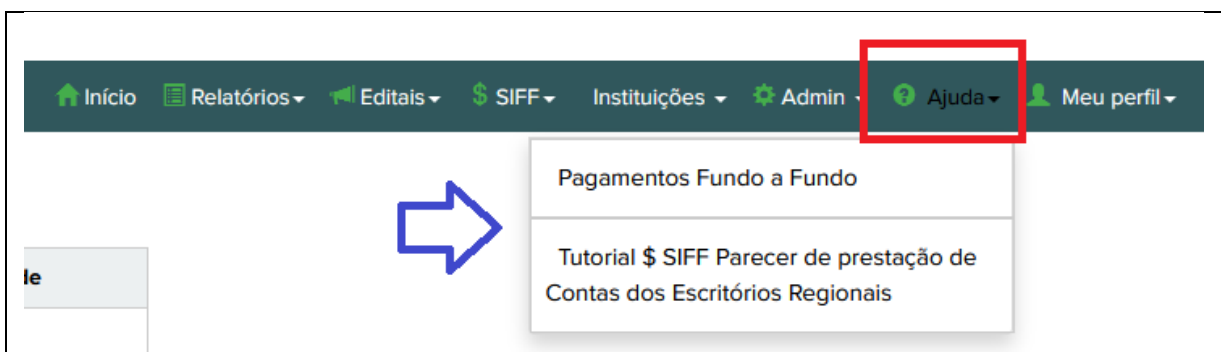 Início Relatórios Editais $ SIFF Instituições Admin Ajuda Meu perfil
Pagamentos Fundo a Fundo
Tutorial $ SIFF Parecer de prestação de
Contas dos Escritórios Regionais
de